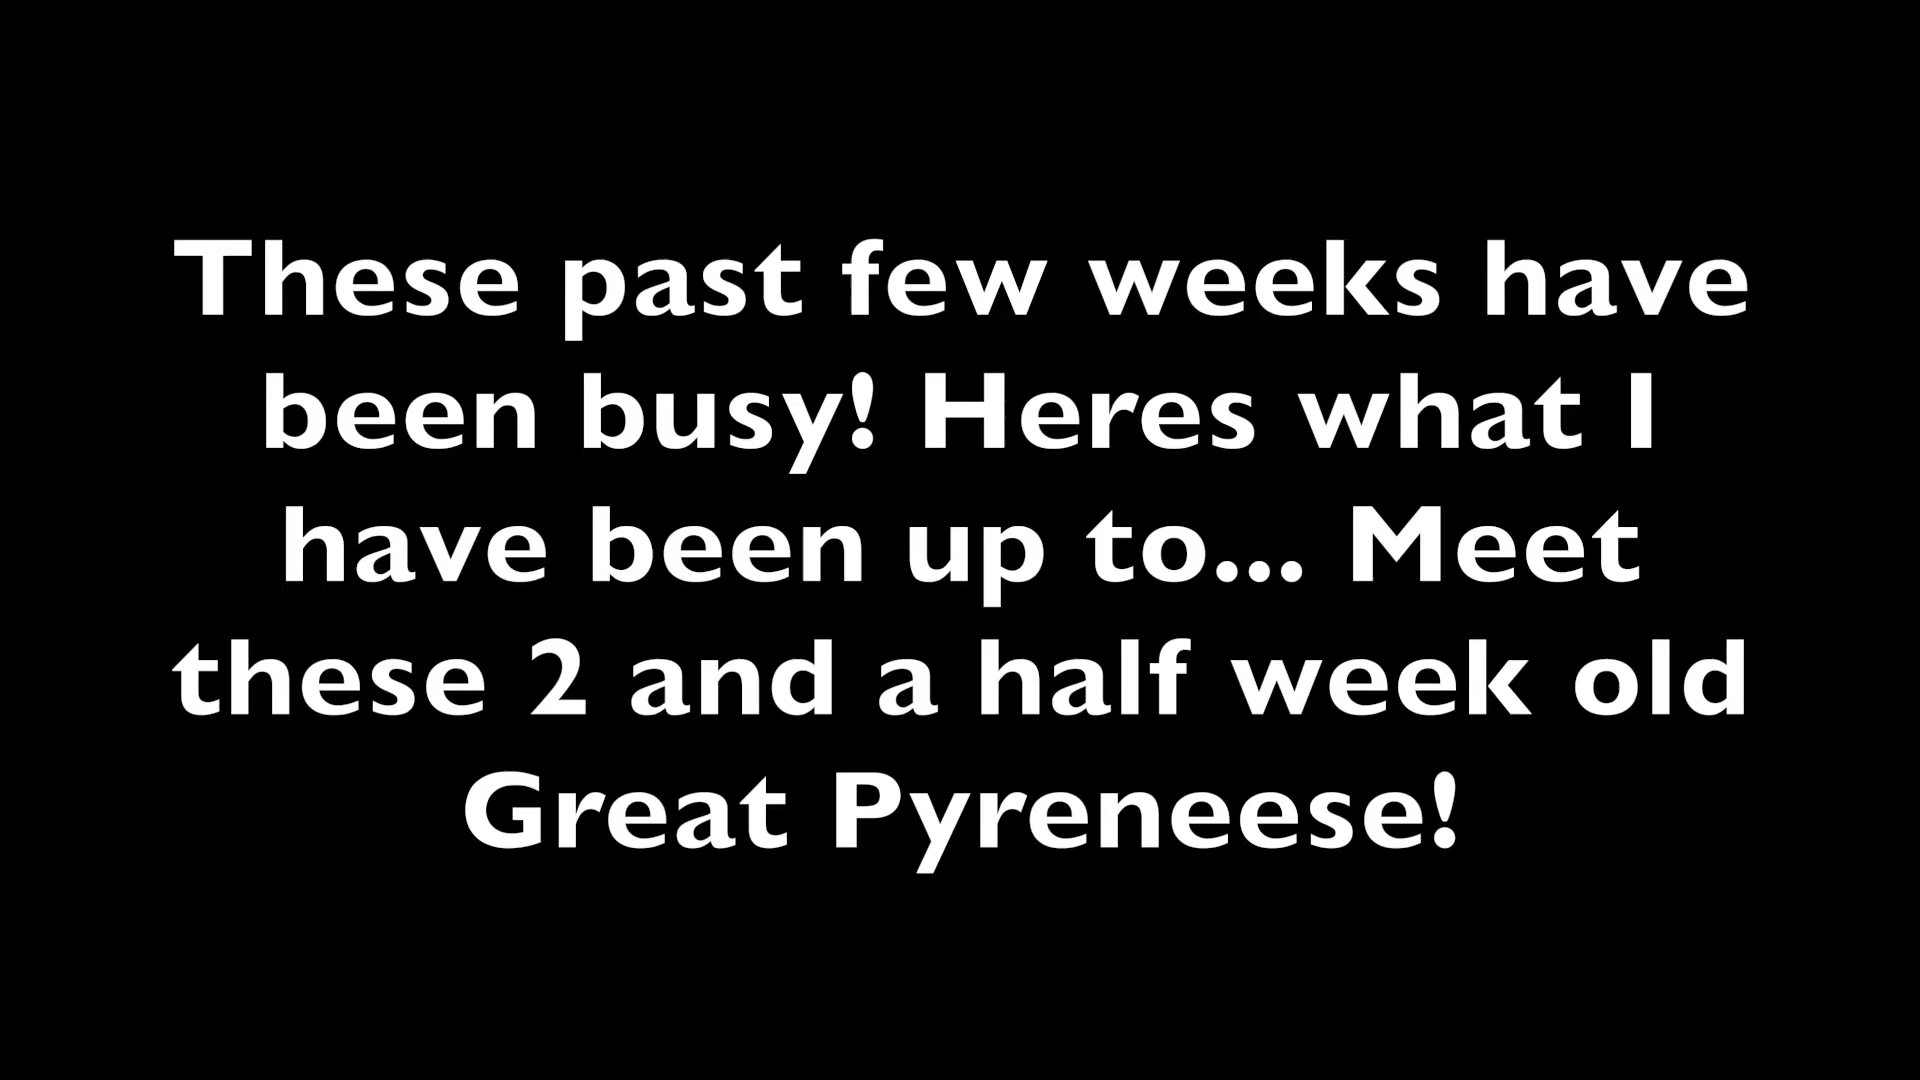 These past few weeks have
been busy! Heres what I
have been up to... Meet
these 2 and a half week old
Great Pyreneese!